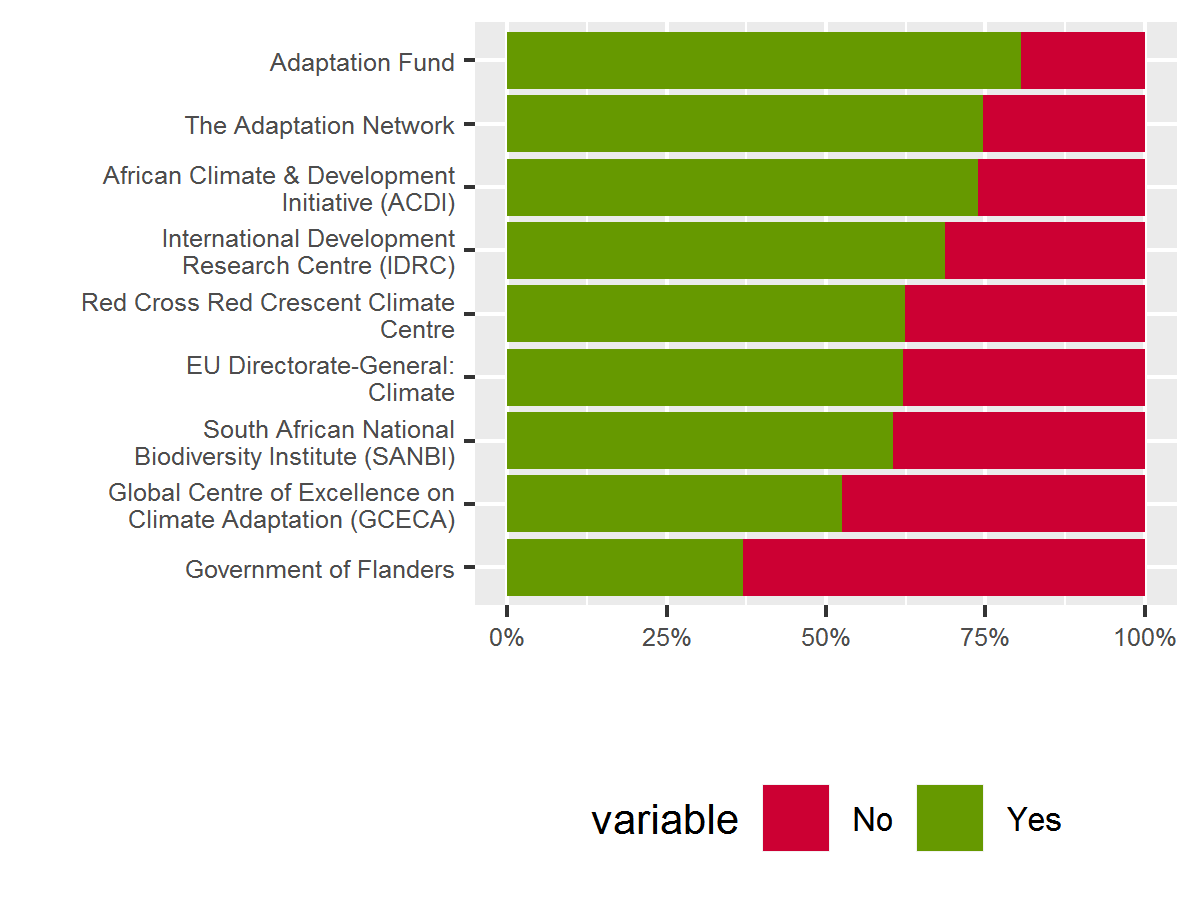 Adaptation Fund
The Adaptation Network
African Climate & Development
Initiative (ACDI)
International Development
Research Centre (IDRC)
Red Cross Red Crescent Climate
Centre
EU Directorate-General:
Climate
South African National
Biodiversity Institute (SANBI)
Global Centre of Excellence on
Climate Adaptation (GCECA)
Government of Flanders
0% 25% 50% 75% 100%
variable No Yes